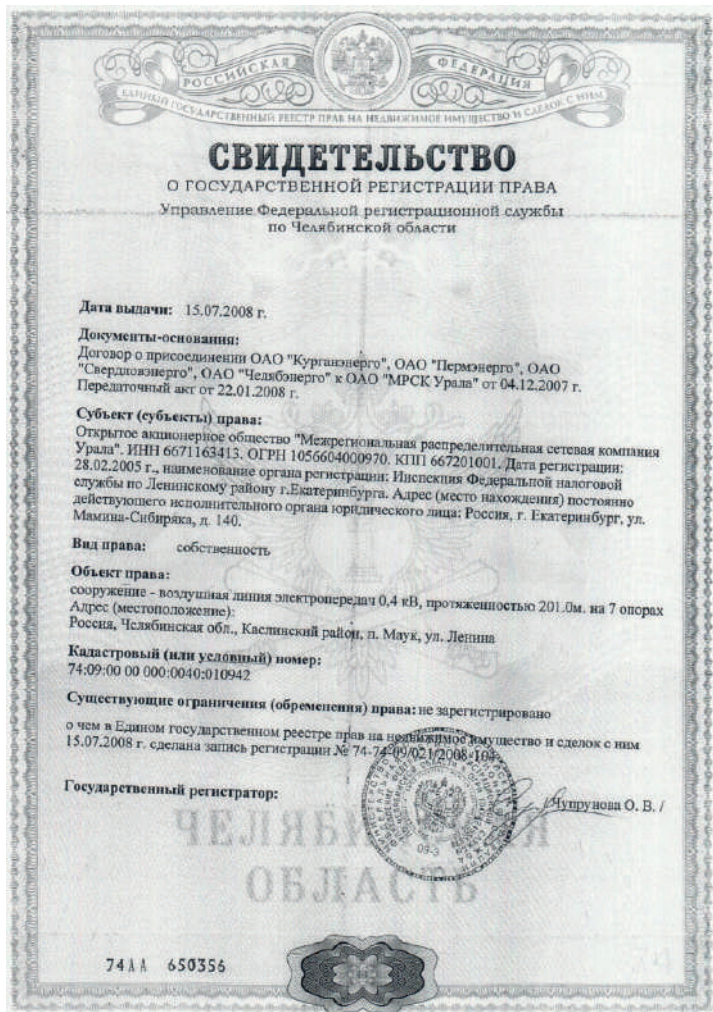 РОССИЙСКАЯ ФЕДЕРАЦИЯ
ЕДИНЫЙ ГОСУДАРСТВЕННЫЙ РЕЕСТР ПРАВ НА НЕДВИЖИМОЕ ИМУЩЕСТВО И СДЕЛОК С НИМ
СВИДЕТЕЛЬСТВО
О ГОСУДАРСТВЕННОЙ РЕГИСТРАЦИИ ПРАВА
Управление Федеральной регистрационной службы
по Челябинской области
Дата выдачи: 15.07.2008 г.
Документы-основания:
Договор о присоединении ОАО "Курганэнерго", ОАО "Пермэнерго", ОАО
"Свердловэнерго", ОАО "Челябэнерго" к ОАО "МРСК Урала" от 04.12.2007 г.
Передаточный акт от 22.01.2008 г.
Субъект (субъекты) права:
Открытое акционерное общество "Межрегиональная распределительная сетевая компания
Урала". ИНН 6671163413. ОГРН 1056604000970. КПП 667201001. Дата регистрации:
28.02.2005 г., наименование органа регистрации: Инспекция Федеральной налоговой
службы по Ленинскому району г.Екатеринбурга. Адрес (место нахождения) постоянно
действующего исполнительного органа юридического лица: Россия, г. Екатеринбург, ул.
Мамина-Сибиряка, д. 140.
Вид права: собственность
Объект права:
сооружение - воздушная линия электропередач 0,4 кВ, протяженностью 201.0м. на 7 опорах
Адрес (местоположение):
Россия, Челябинская обл., Каслинский район, п. Маук, ул. Ленина
Кадастровый (или условный) номер:
74:09:00 00 000:0040:010942
Существующие ограничения (обременения) права: не зарегистрировано
о чем в Едином государственном реестре прав на недвижимое имущество и сделок с ним
15.07.2008 г. сделана запись регистрации № 74-74-09/021/2008-104
Государственный регистратор:
Чупрунова О. В. /
09-3
ЧЕЛЯБИНСКАЯ
ОБЛАСТЬ
74АА 650356